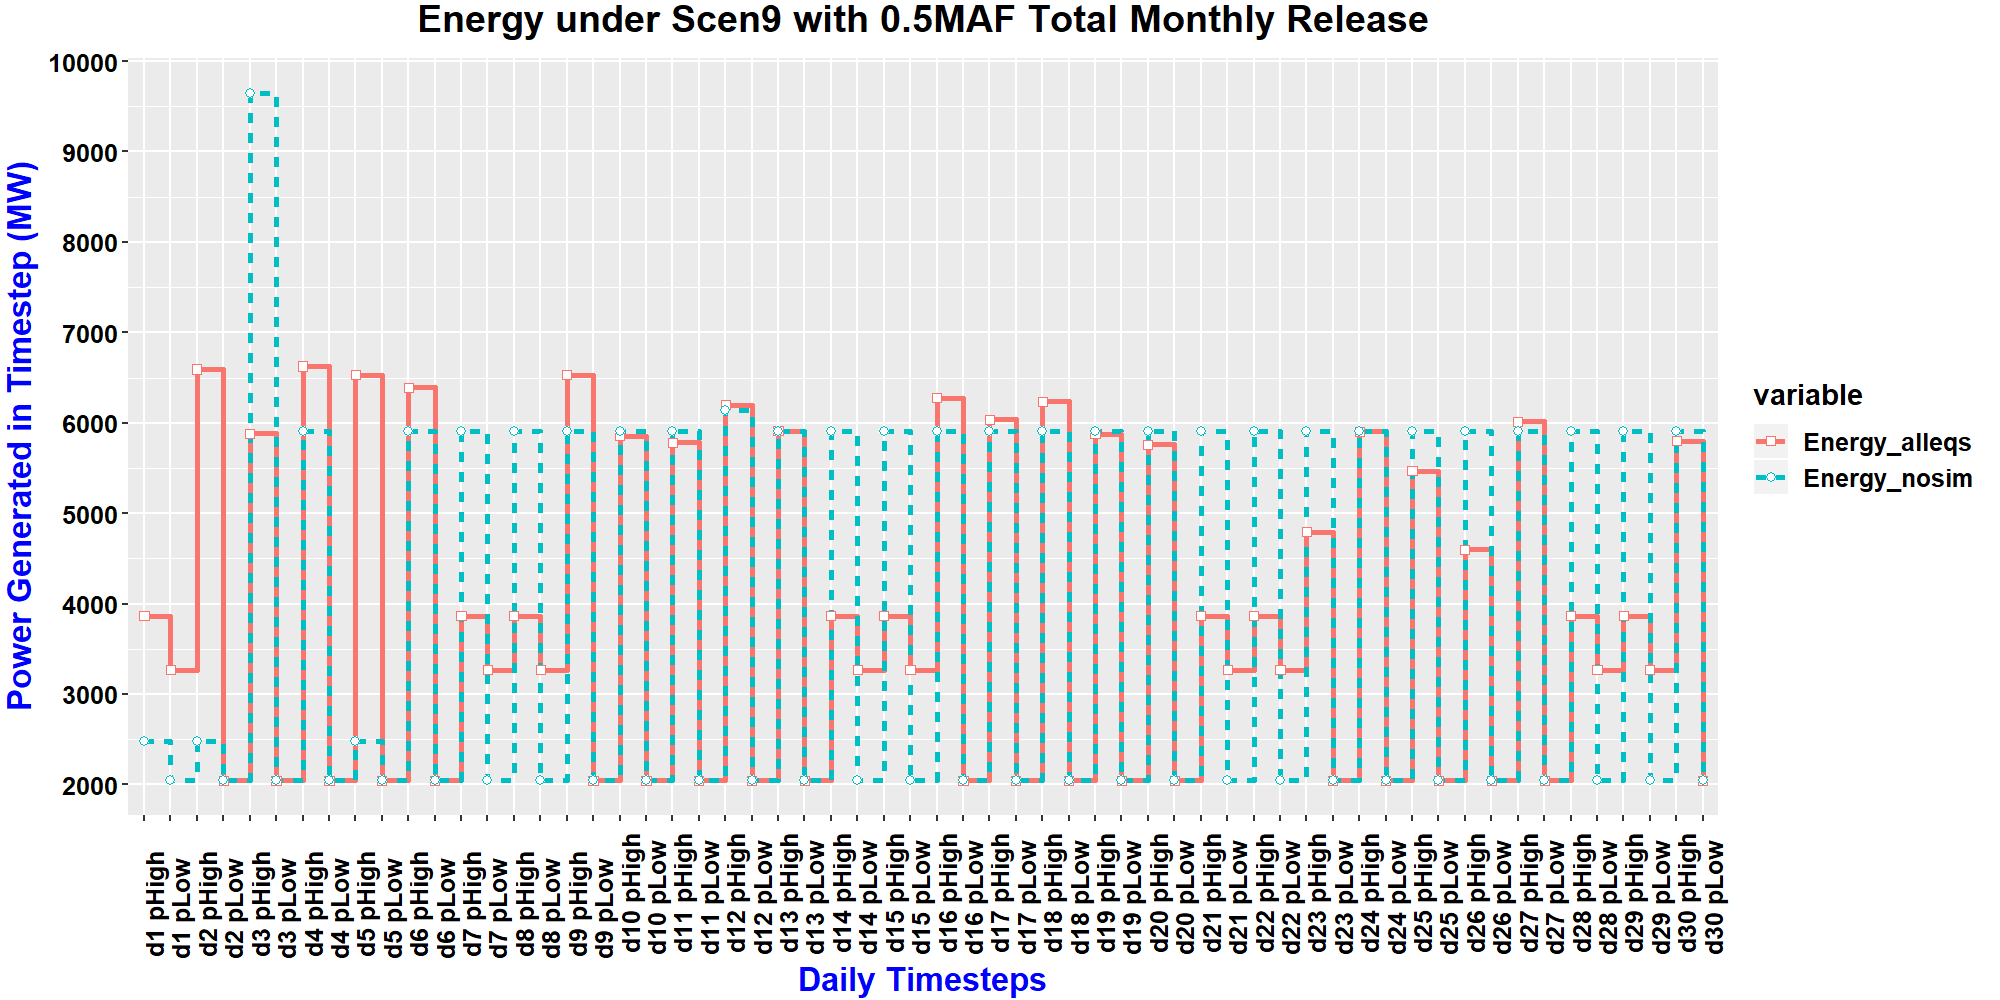 Energy under Scen9 with 0.5MAF Total Monthly Release
Power Generated in Timestep (MW)
10000
9000
8000
7000
6000
5000
4000
3000
2000
d1 pHigh
d1 pLow
d2 pHigh
d2 pLow
d3 pHigh
d3 pLow
d4 pHigh
d4 pLow
d5 pHigh
d5 pLow
d6 pHigh
d6 pLow
d7 pHigh
d7 pLow
d8 pHigh
d8 pLow
d9 pHigh
d9 pLow
d10 pHigh
d10 pLow
d11 pHigh
d11 pLow
d12 pHigh
d12 pLow
d13 pHigh
d13 pLow
d14 pHigh
d14 pLow
d15 pHigh
d15 pLow
d16 pHigh
d16 pLow
d17 pHigh
d17 pLow
d18 pHigh
d18 pLow
d19 pHigh
d19 pLow
d20 pHigh
d20 pLow
d21 pHigh
d21 pLow
d22 pHigh
d22 pLow
d23 pHigh
d23 pLow
d24 pHigh
d24 pLow
d25 pHigh
d25 pLow
d26 pHigh
d26 pLow
d27 pHigh
d27 pLow
d28 pHigh
d28 pLow
d29 pHigh
d29 pLow
d30 pHigh
d30 pLow
Daily Timesteps
variable
Energy_alleqs
Energy_nosim